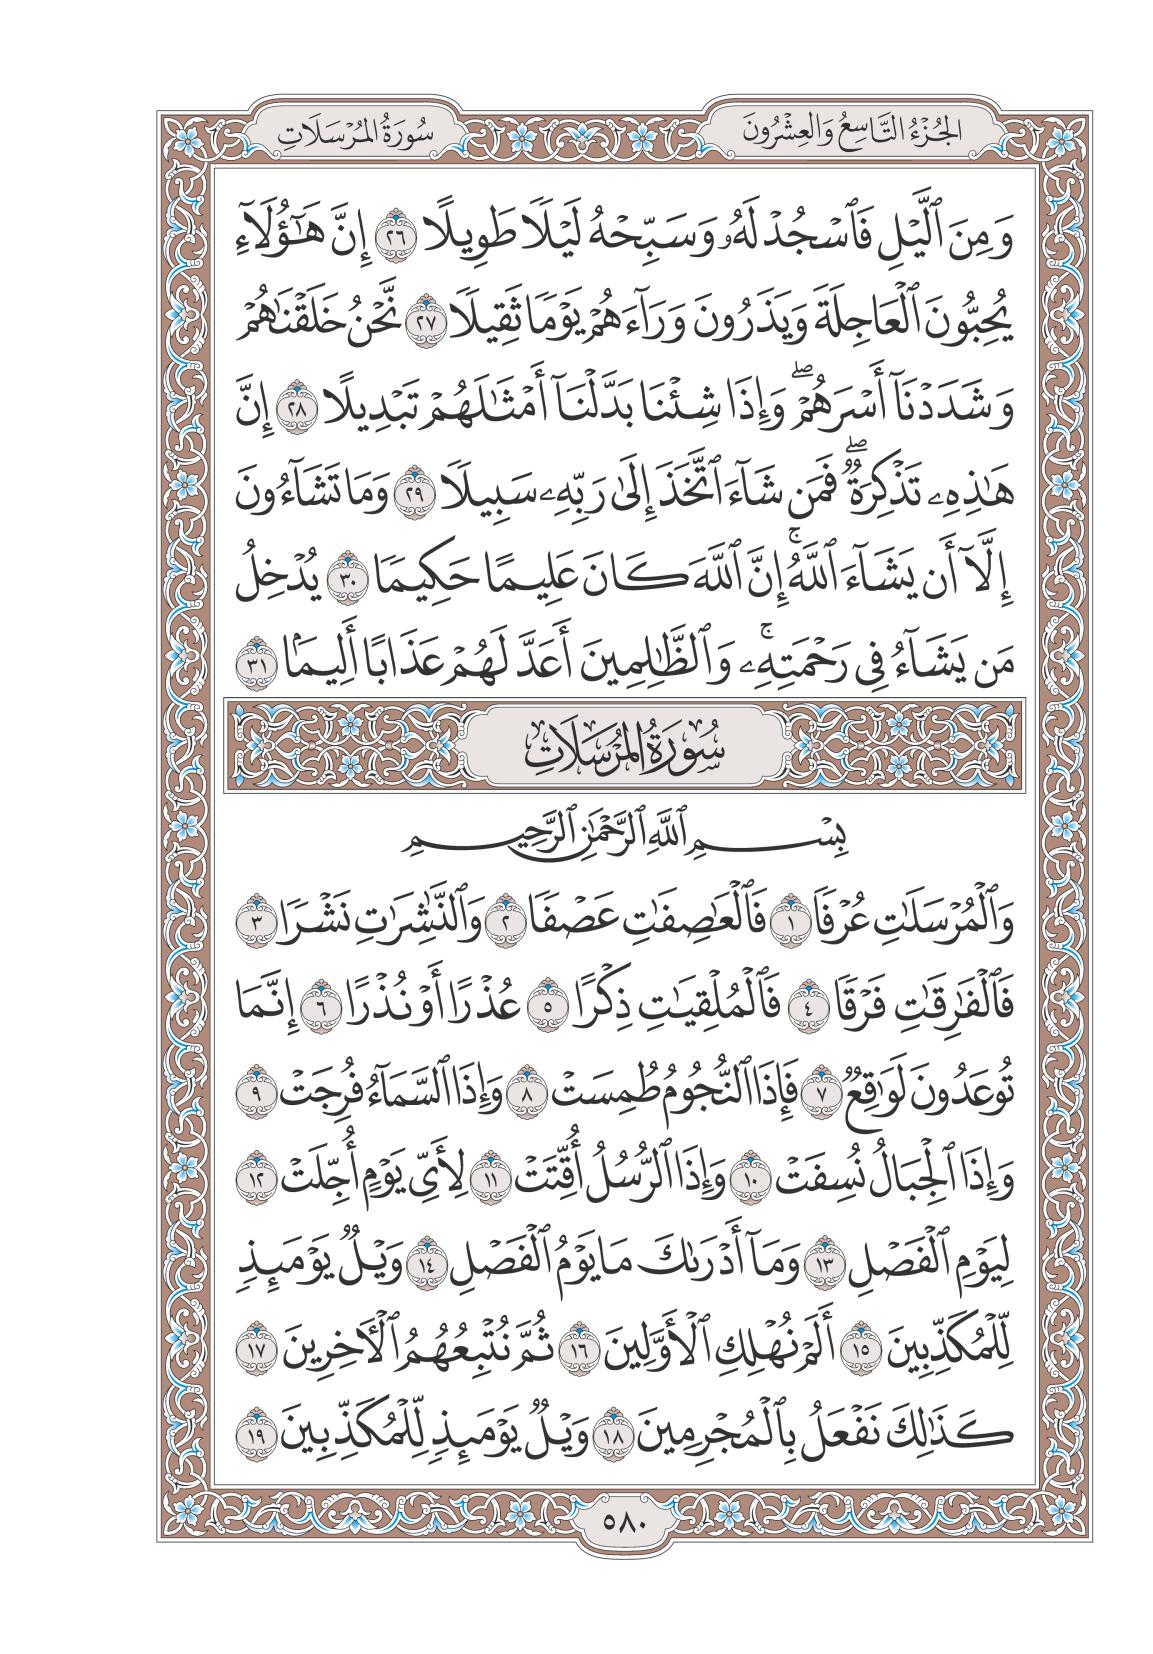 الجُزْءُ التَّاسِعُ وَالعِشْرُونَ
سُورَةُ المُرْسَلَاتِ
وَمِنَ ٱلَّيْلِ فَٱسْجُدْ لَهُۥ وَسَبِّحْهُ لَيْلًا طَوِيلًا ٢٦ إِنَّ هَـٰٓؤُلَآءِ
يُحِبُّونَ ٱلْعَاجِلَةَ وَيَذَرُونَ وَرَآءَهُمْ يَوْمًا ثَقِيلًا ٢٧ نَّحْنُ خَلَقْنَـٰهُمْ
وَشَدَدْنَآ أَسْرَهُمْ ۖ وَإِذَا شِئْنَا بَدَّلْنَآ أَمْثَـٰلَهُمْ تَبْدِيلًا ٢٨ إِنَّ
هَـٰذِهِۦ تَذْكِرَةٌ ۖ فَمَن شَآءَ ٱتَّخَذَ إِلَىٰ رَبِّهِۦ سَبِيلًا ٢٩ وَمَا تَشَآءُونَ
إِلَّآ أَن يَشَآءَ ٱللَّهُ ۚ إِنَّ ٱللَّهَ كَانَ عَلِيمًا حَكِيمًا ٣٠ يُدْخِلُ
مَن يَشَآءُ فِى رَحْمَتِهِۦ ۚ وَٱلظَّـٰلِمِينَ أَعَدَّ لَهُمْ عَذَابًا أَلِيمًۢا ٣١
سُورَةُ المُرْسَلَاتِ
بِسْمِ ٱللَّهِ ٱلرَّحْمَـٰنِ ٱلرَّحِيمِ
وَٱلْمُرْسَلَـٰتِ عُرْفًا ١ فَٱلْعَـٰصِفَـٰتِ عَصْفًا ٢ وَٱلنَّـٰشِرَٰتِ نَشْرًا ٣
فَٱلْفَـٰرِقَـٰتِ فَرْقًا ٤ فَٱلْمُلْقِيَـٰتِ ذِكْرًا ٥ عُذْرًا أَوْ نُذْرًا ٦ إِنَّمَا
تُوعَدُونَ لَوَٰقِعٌ ٧ فَإِذَا ٱلنُّجُومُ طُمِسَتْ ٨ وَإِذَا ٱلسَّمَآءُ فُرِجَتْ ٩
وَإِذَا ٱلْجِبَالُ نُسِفَتْ ١٠ وَإِذَا ٱلرُّسُلُ أُقِّتَتْ ١١ لِأَىِّ يَوْمٍ أُجِّلَتْ ١٢
لِيَوْمِ ٱلْفَصْلِ ١٣ وَمَآ أَدْرَىٰكَ مَا يَوْمُ ٱلْفَصْلِ ١٤ وَيْلٌ يَوْمَئِذٍ
لِّلْمُكَذِّبِينَ ١٥ أَلَمْ نُهْلِكِ ٱلْأَوَّلِينَ ١٦ ثُمَّ نُتْبِعُهُمُ ٱلْـَٔاخِرِينَ ١٧
كَذَٰلِكَ نَفْعَلُ بِٱلْمُجْرِمِينَ ١٨ وَيْلٌ يَوْمَئِذٍ لِّلْمُكَذِّبِينَ ١٩
٥٨٠